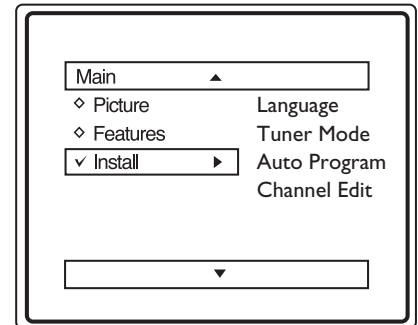 Main
Picture Language
Features Tuner Mode
Install Auto Program
Channel Edit